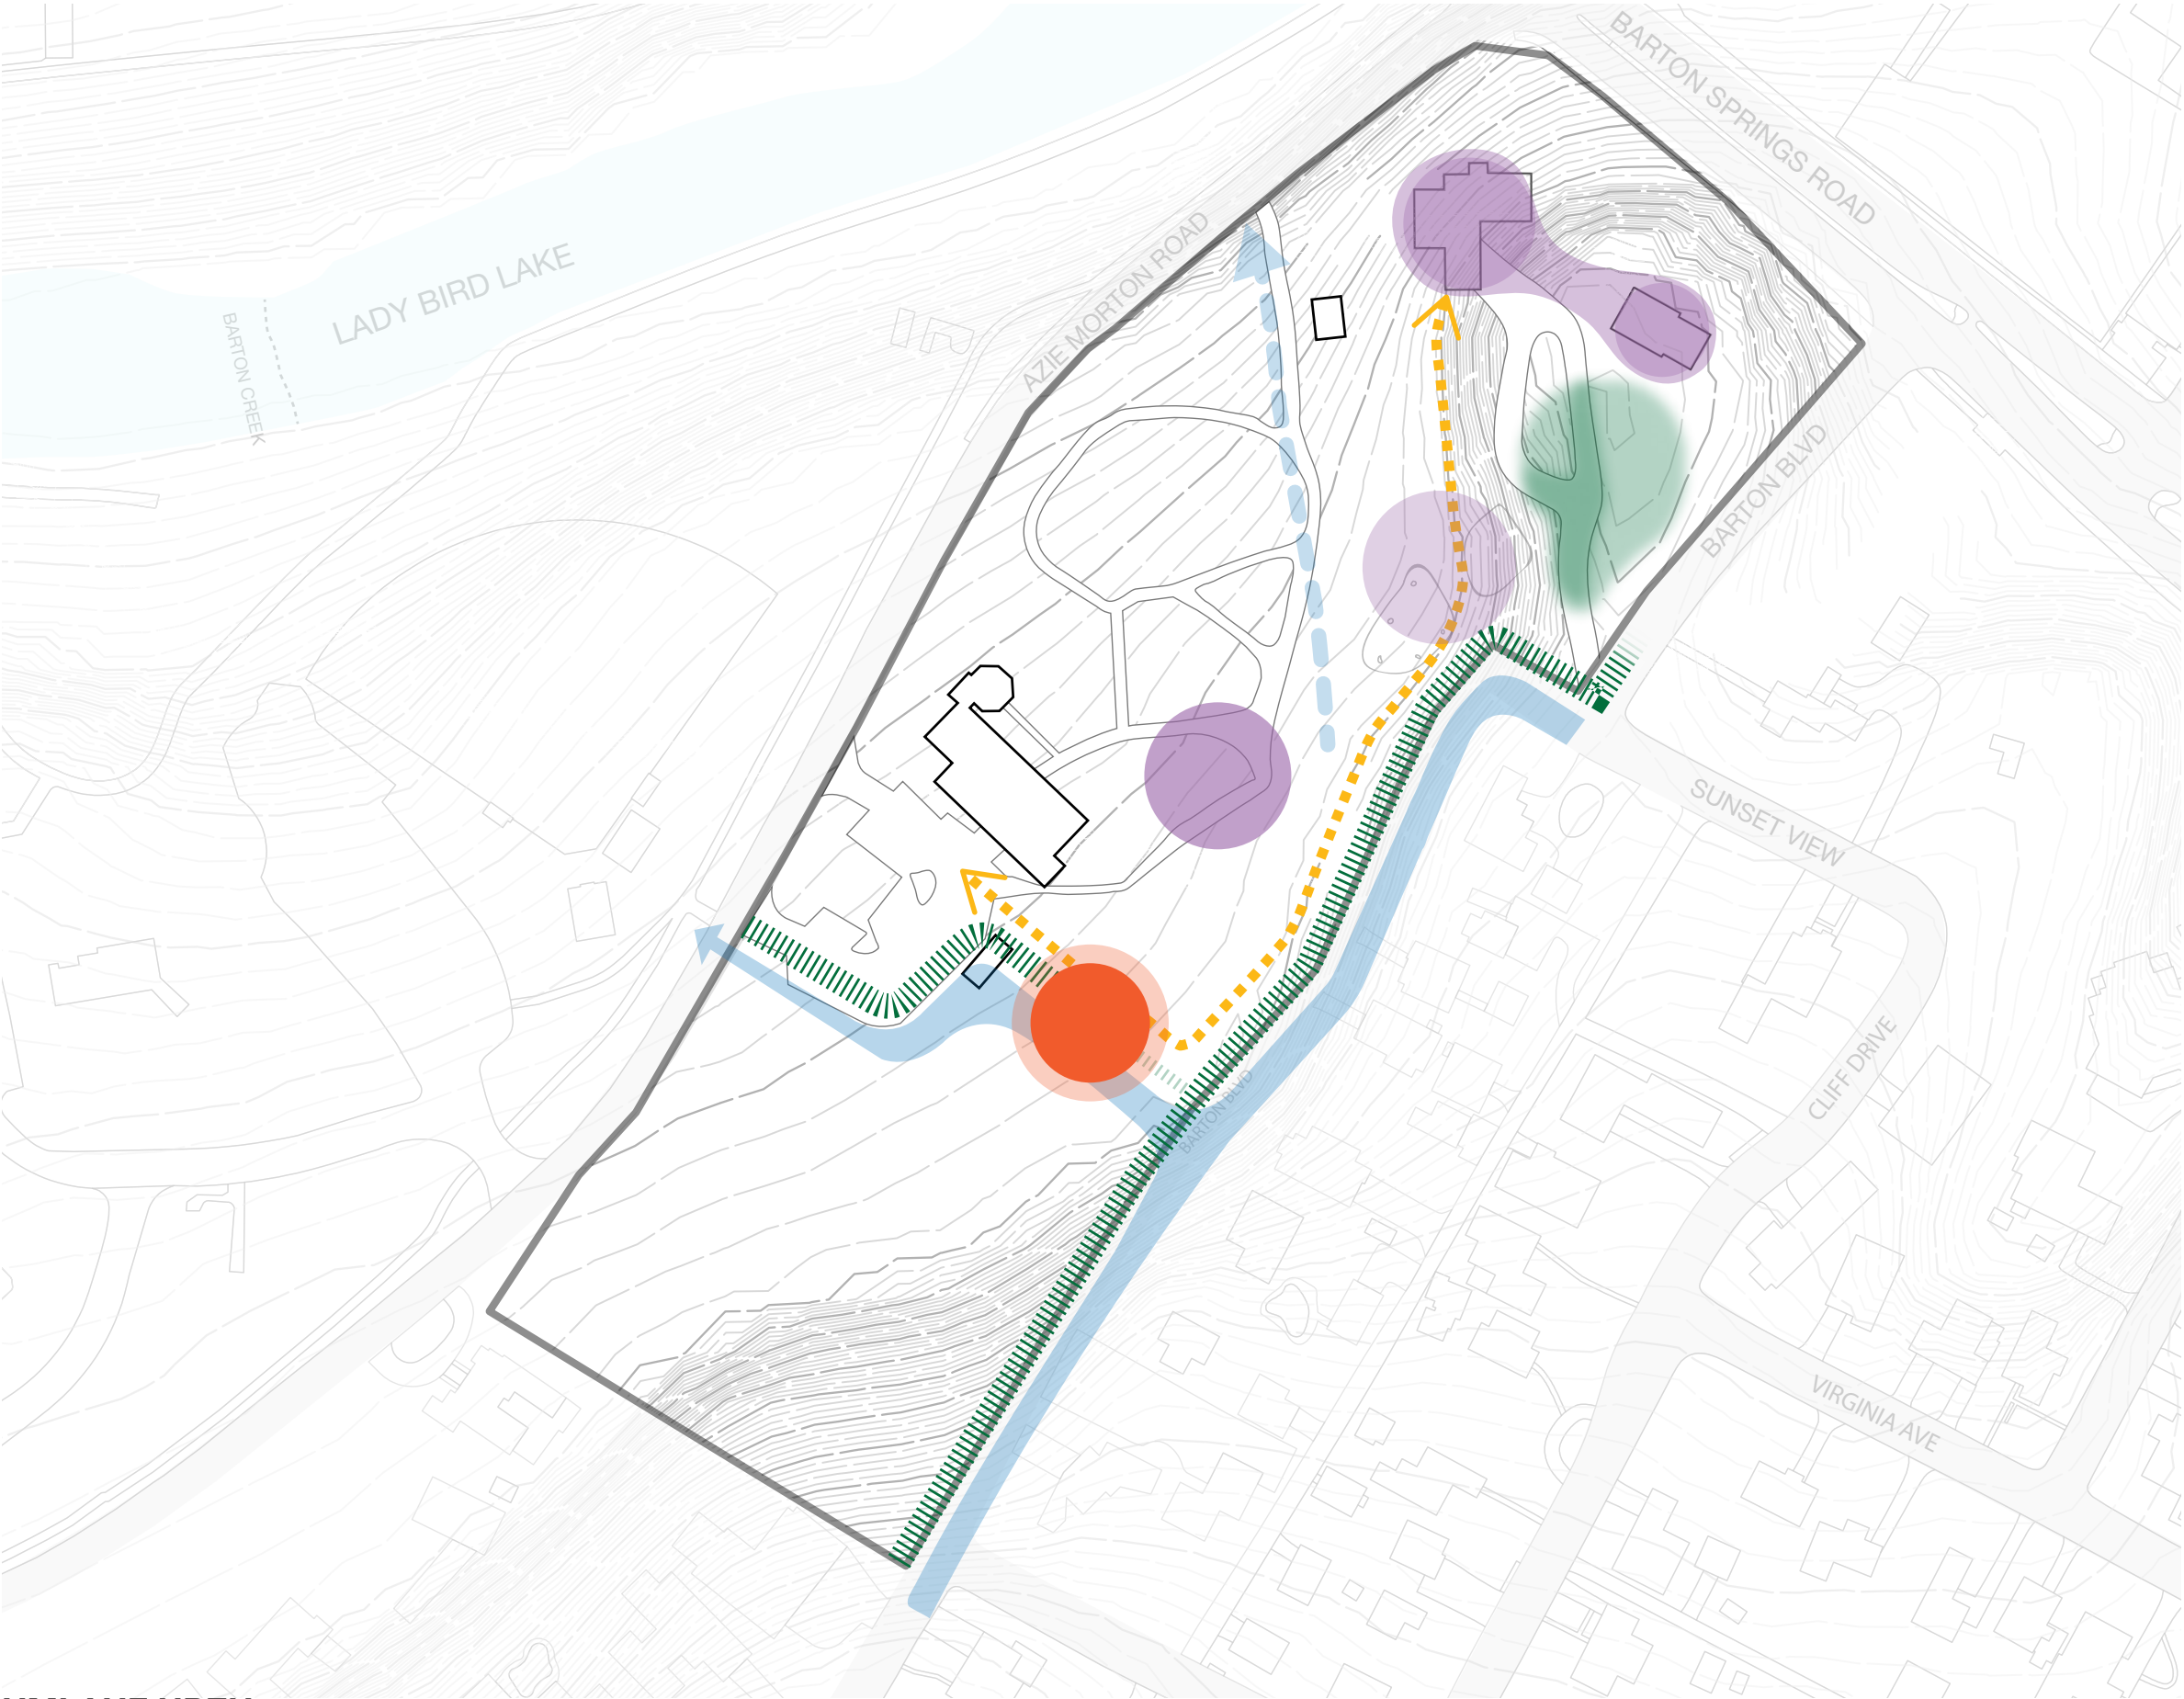 BARTON SPRINGS ROAD
LADY BIRD LAKE
BARTON CREEK
AZIE MORTON ROAD
BARTON BLVD
SUNSET VIEW
BARTON BLVD
CLIFF DRIVE
VIRGINIA AVE